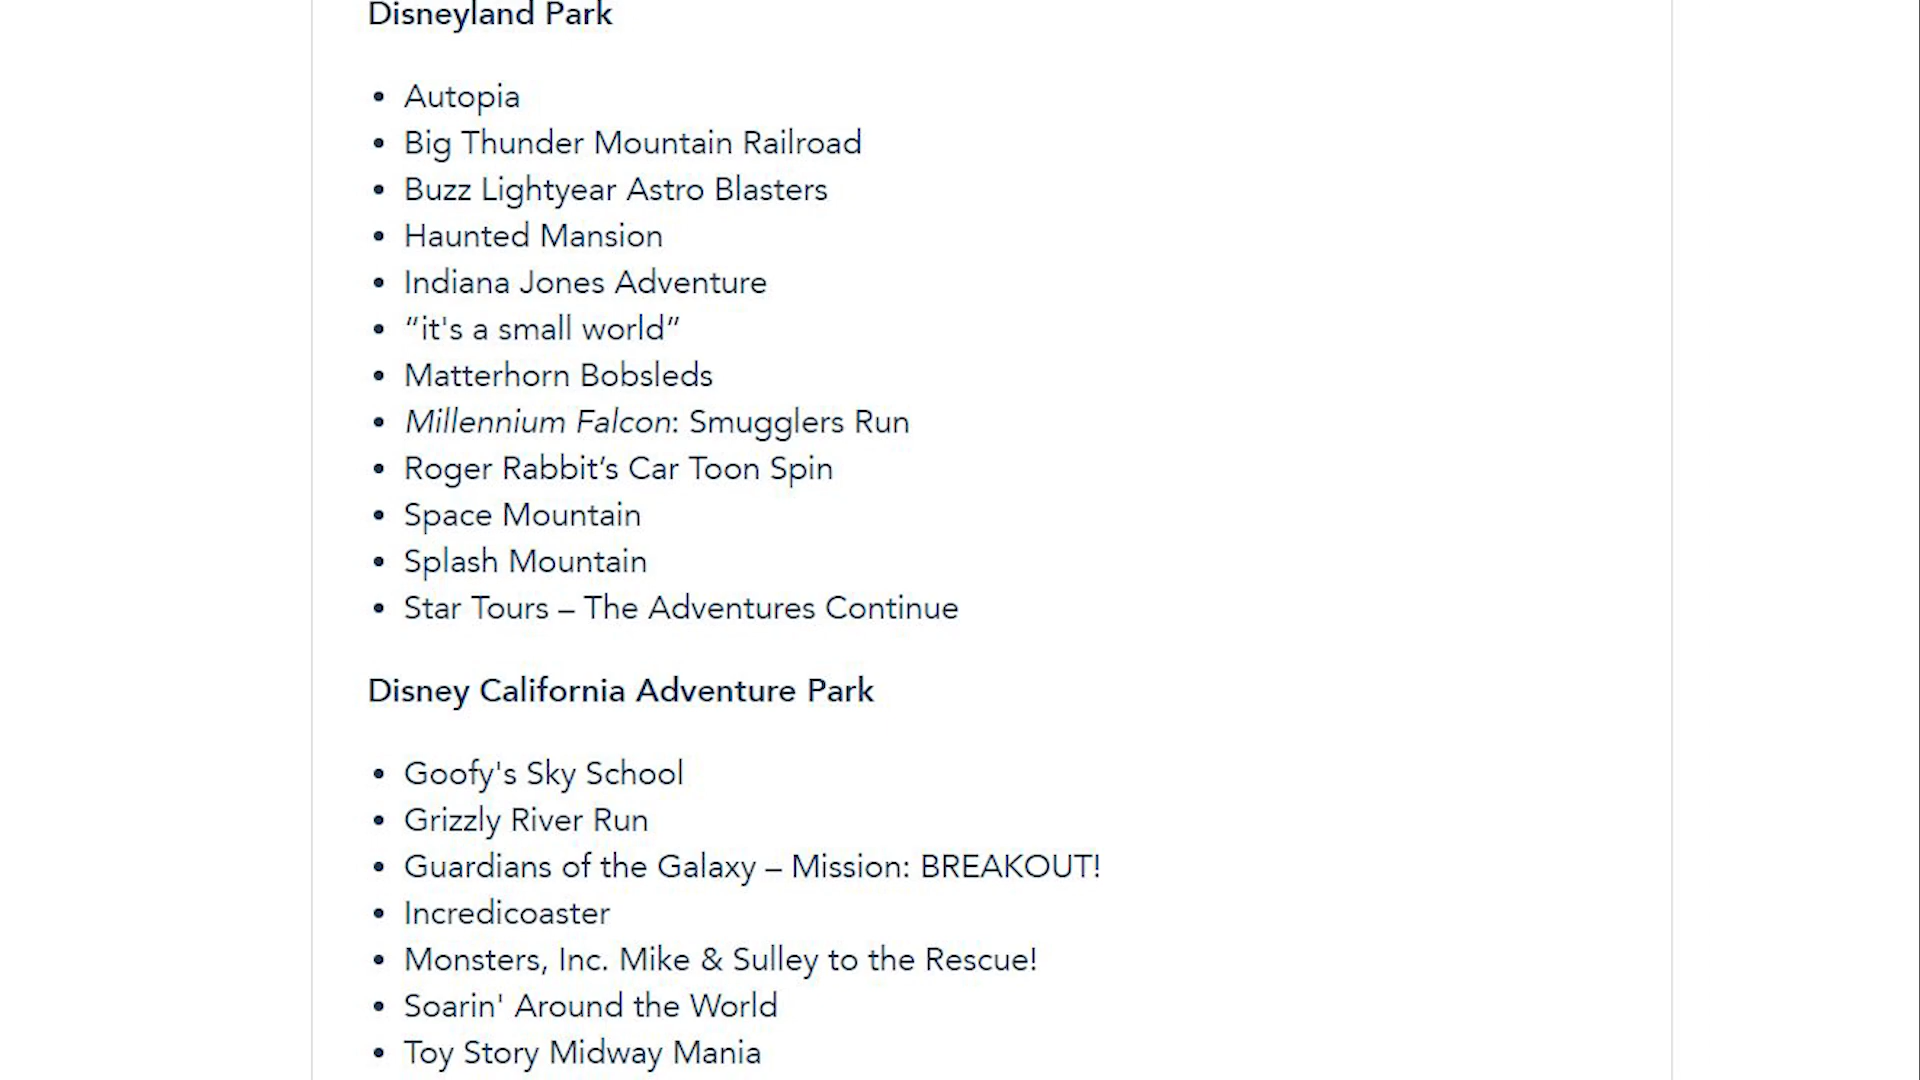 Disneyland Park
• Autopia
• Big Thunder Mountain Railroad
• Buzz Lightyear Astro Blasters
• Haunted Mansion
• Indiana Jones Adventure
• “it's a small world”
• Matterhorn Bobsleds
• Millennium Falcon: Smugglers Run
• Roger Rabbit’s Car Toon Spin
• Space Mountain
• Splash Mountain
• Star Tours – The Adventures Continue
Disney California Adventure Park
• Goofy's Sky School
• Grizzly River Run
• Guardians of the Galaxy – Mission: BREAKOUT!
• Incredicoaster
• Monsters, Inc. Mike & Sulley to the Rescue!
• Soarin' Around the World
• Toy Story Midway Mania